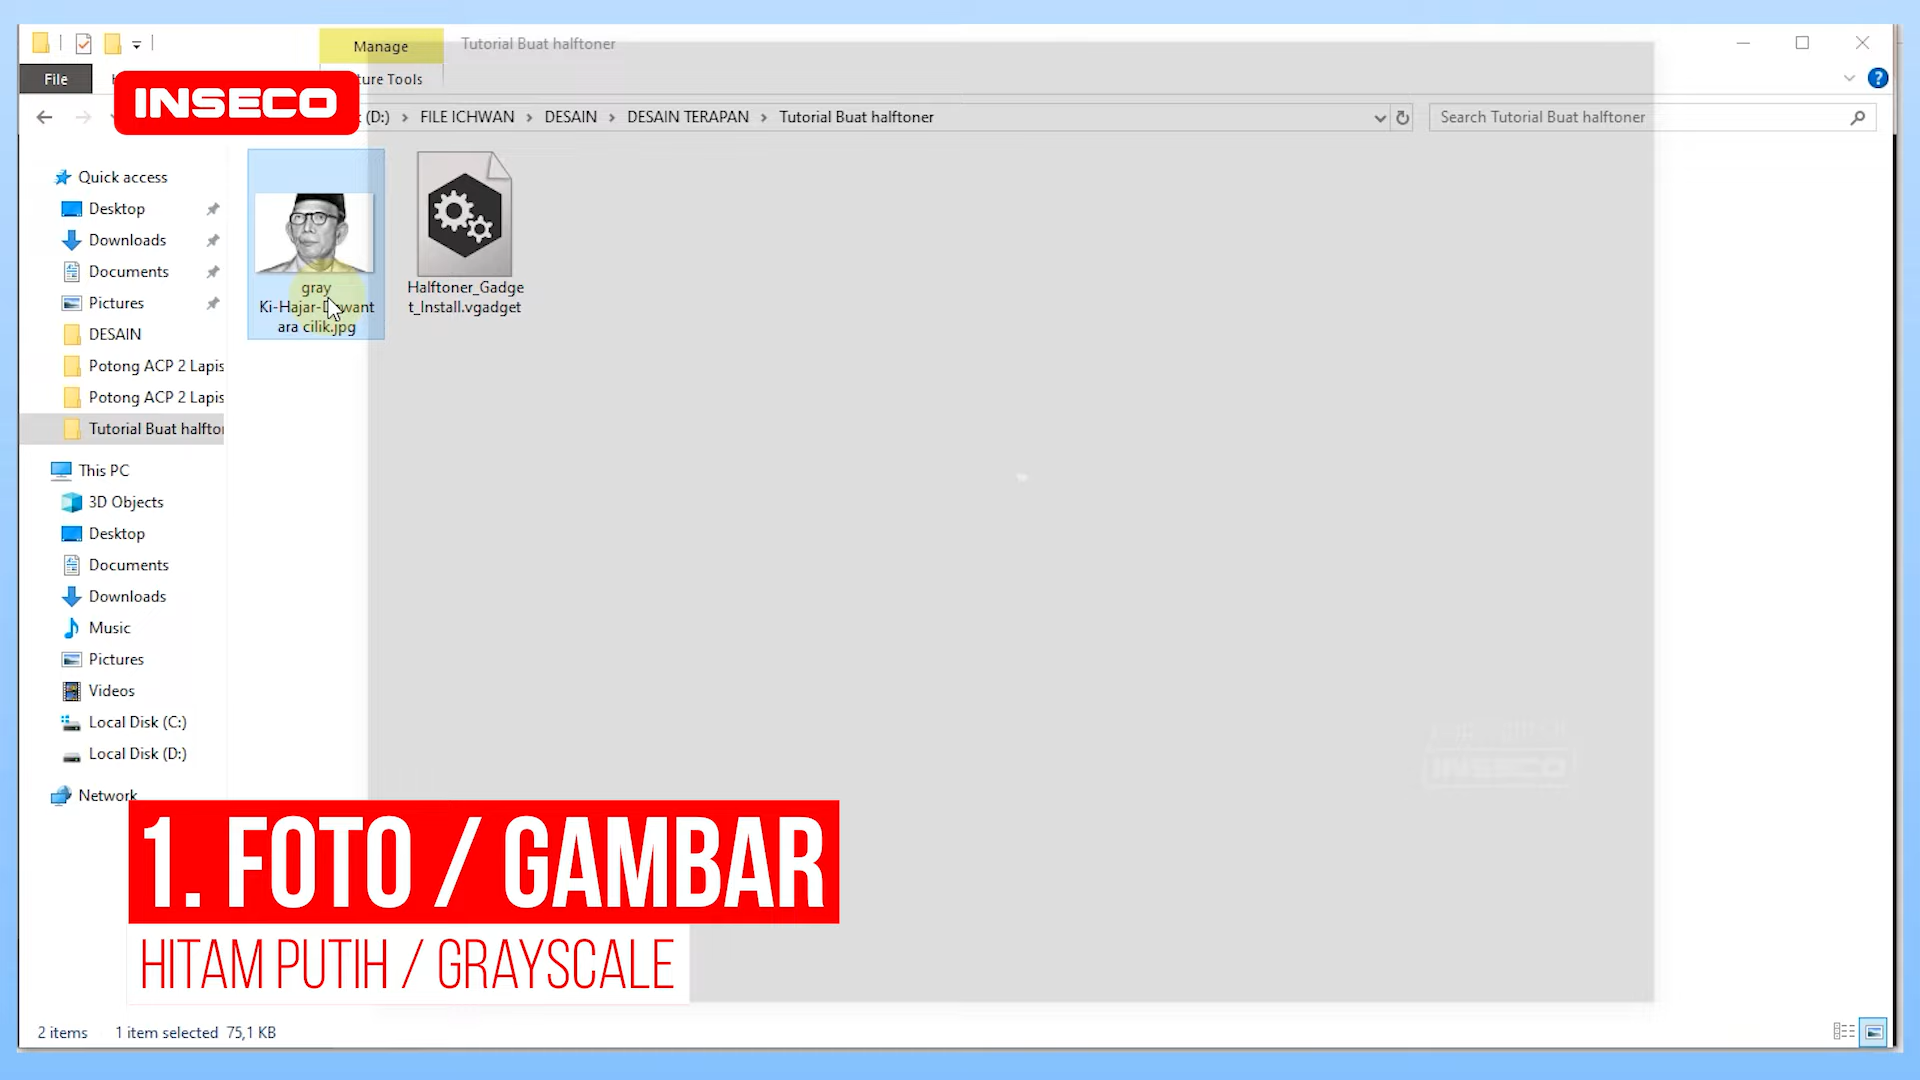 Manage
Tutorial Buat halftoner
File
ture Tools
INSECO
(D:)
FILE ICHWAN
DESAIN
DESAIN TERAPAN
Tutorial Buat halftoner
Search Tutorial Buat halftoner
Quick access
Desktop
Downloads
Documents
Pictures
DESAIN
Potong ACP 2 Lapis
Potong ACP 2 Lapis
Tutorial Buat halfto
This PC
3D Objects
Desktop
Documents
Downloads
Music
Pictures
Videos
Local Disk (C:)
Local Disk (D:)
Network
gray
Ki-Hajar-Dewant
ara cilik.jpg
Halftoner_Gadge
t_Install.vgadget
INSECO
1. FOTO / GAMBAR
HITAM PUTIH / GRAYSCALE
2 items
1 item selected 75,1 KB